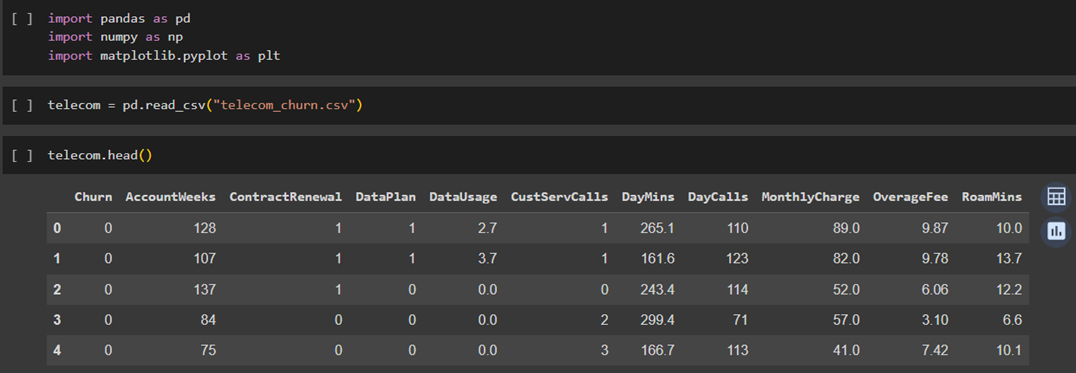 [ ] import pandas as pd
import numpy as np
import matplotlib.pyplot as plt
[ ] telecom = pd.read_csv("telecom_churn.csv")
[ ] telecom.head()
Churn AccountWeeks ContractRenewal DataPlan DataUsage CustServCalls DayMins DayCalls MonthlyCharge OverageFee RoamMins
0 0 128 1 1 2.7 1 265.1 110 89.0 9.87 10.0
1 0 107 1 1 3.7 1 161.6 123 82.0 9.78 13.7
2 0 137 1 0 0.0 0 243.4 114 52.0 6.06 12.2
3 0 84 0 0 0.0 2 299.4 71 57.0 3.10 6.6
4 0 75 0 0 0.0 3 166.7 113 41.0 7.42 10.1